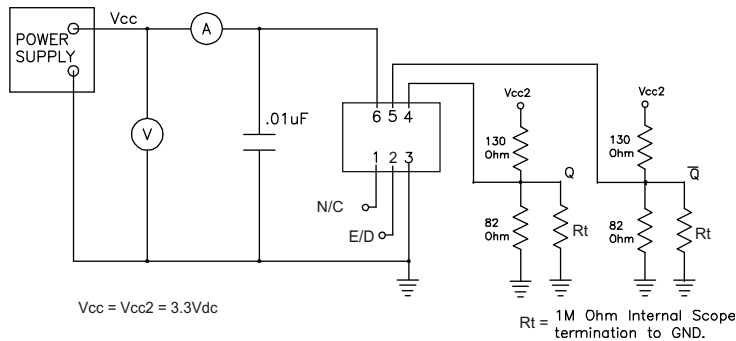 Vcc
A
POWER
SUPPLY
V
.01uF
6 5 4
1 2 3
N/C
E/D
Vcc2
130
Ohm
Q
82
Ohm
Rt
Vcc2
130
Ohm
Q̅
82
Ohm
Rt
Vcc = Vcc2 = 3.3Vdc
Rt = 1M Ohm Internal Scope
termination to GND.